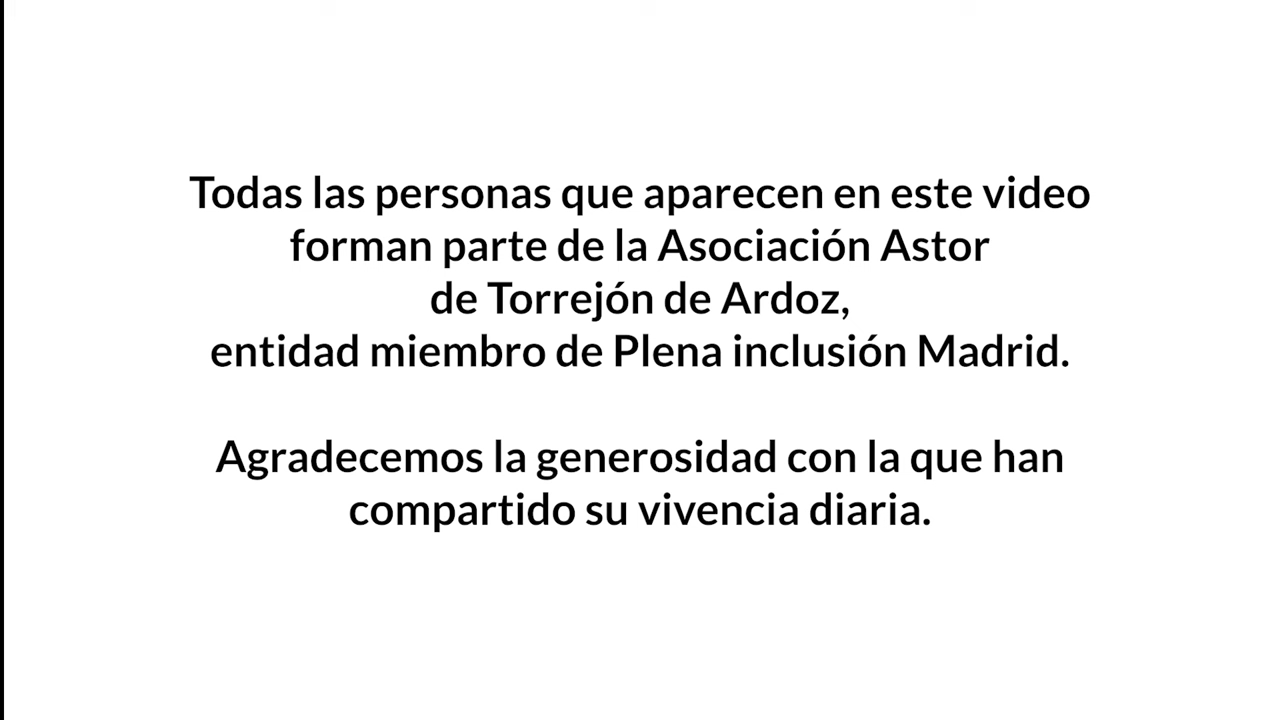 Todas las personas que aparecen en este video
forman parte de la Asociación Astor
de Torrejón de Ardoz,
entidad miembro de Plena inclusión Madrid.
Agradecemos la generosidad con la que han
compartido su vivencia diaria.